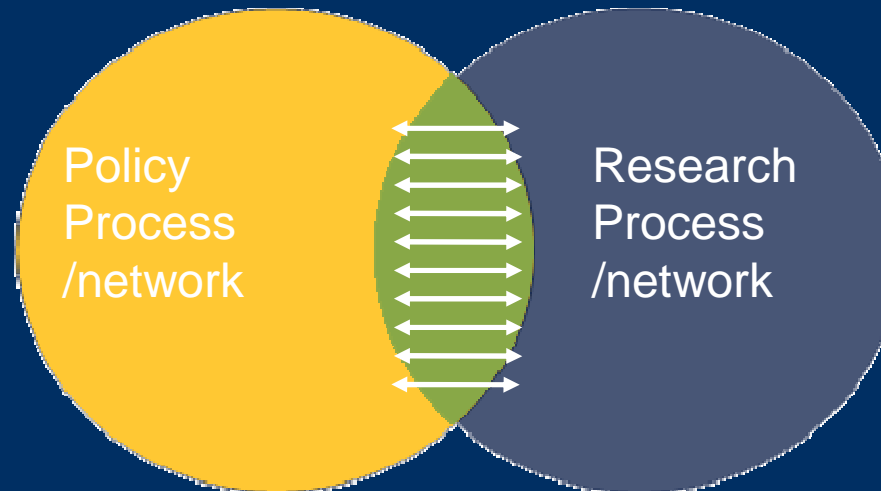 Policy
Process
/network
Research
Process
/network